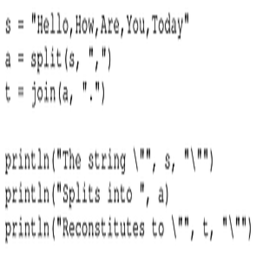 s = "Hello,How,Are,You,Today"
a = split(s, ",")
t = join(a, ".")
println("The string \"", s, "\"")
println("Splits into ", a)
println("Reconstitutes to \"", t, "\"")